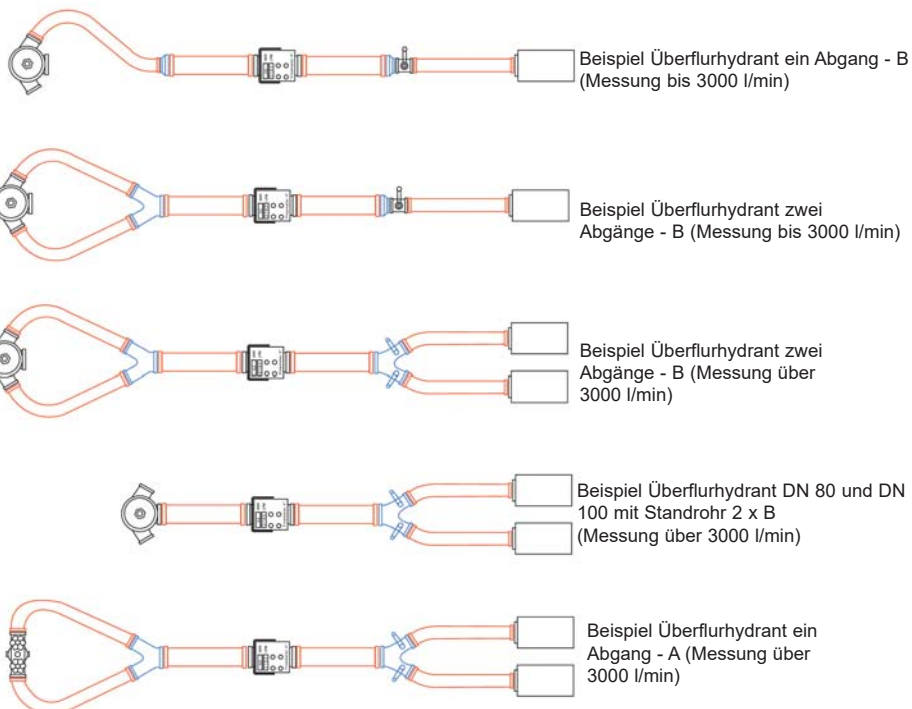 Beispiel Überflurhydrant ein Abgang - B
(Messung bis 3000 l/min)
Beispiel Überflurhydrant zwei
Abgänge - B (Messung bis 3000 l/min)
Beispiel Überflurhydrant zwei
Abgänge - B (Messung über
3000 l/min)
Beispiel Überflurhydrant DN 80 und DN
100 mit Standrohr 2 x B
(Messung über 3000 l/min)
Beispiel Überflurhydrant ein
Abgang - A (Messung über
3000 l/min)